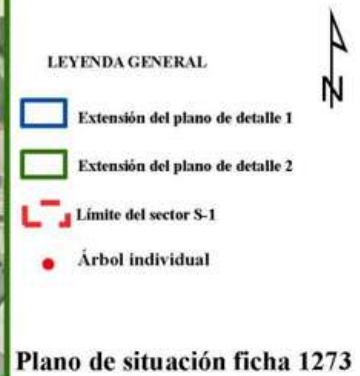 N
LEYENDA GENERAL
Extensión del plano de detalle 1
Extensión del plano de detalle 2
Límite del sector S-1
Árbol individual
Plano de situación ficha 1273